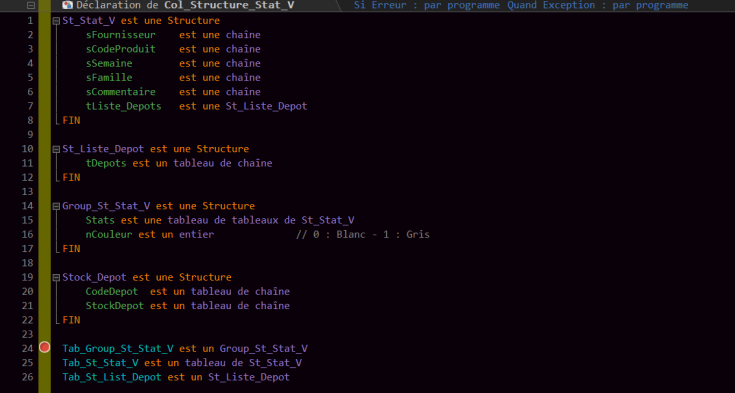 Déclaration de Col_Structure_Stat_V Si Erreur : par programme Quand Exception : par programme
1 St_Stat_V est une Structure
2 sFournisseur est une chaîne
3 sCodeProduit est une chaîne
4 sSemaine est une chaîne
5 sFamille est une chaîne
6 sCommentaire est une chaîne
7 tListe_Depots est une St_Liste_Depot
8 FIN
9
10 St_Liste_Depot est une Structure
11 tDepots est un tableau de chaîne
12 FIN
13
14 Group_St_Stat_V est une Structure
15 Stats est une tableau de tableaux de St_Stat_V
16 nCouleur est un entier // 0 : Blanc - 1 : Gris
17 FIN
18
19 Stock_Depot est une Structure
20 CodeDepot est un tableau de chaîne
21 StockDepot est un tableau de chaîne
22 FIN
23
24 Tab_Group_St_Stat_V est un Group_St_Stat_V
25 Tab_St_Stat_V est un tableau de St_Stat_V
26 Tab_St_List_Depot est un St_Liste_Depot